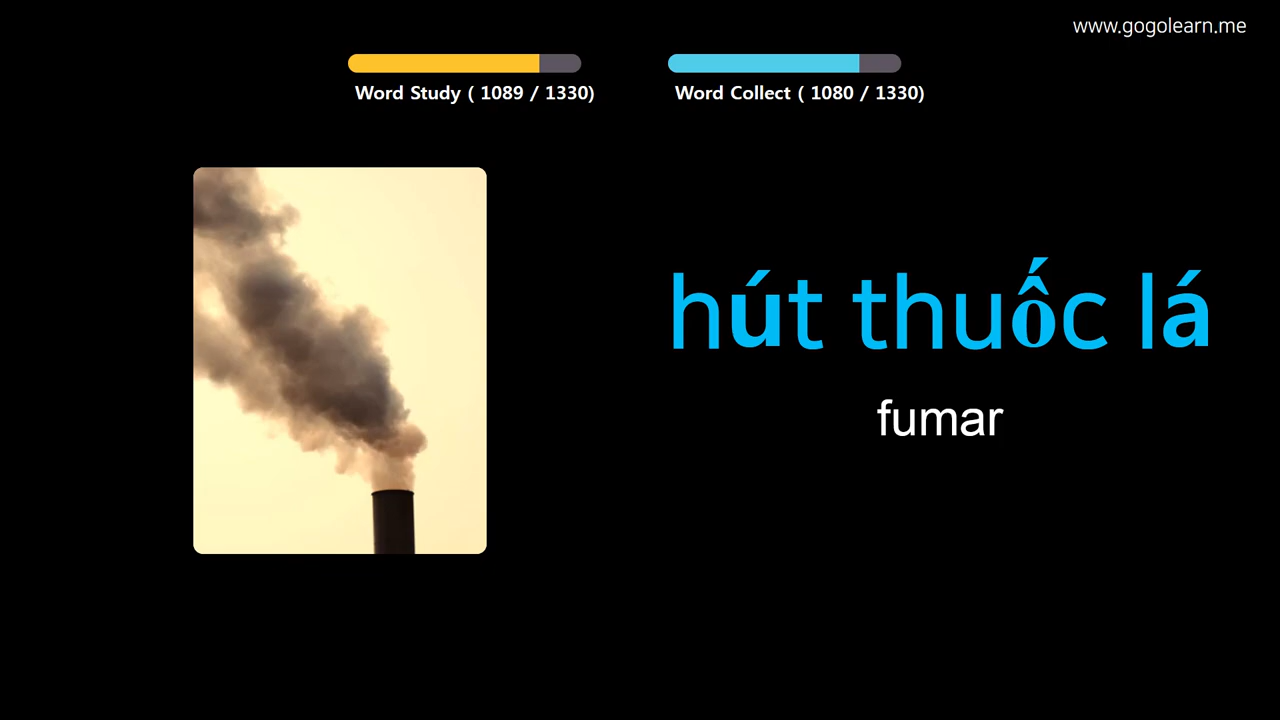 www.gogolearn.me
Word Study ( 1089 / 1330)
Word Collect ( 1080 / 1330)
hút thuốc lá
fumar